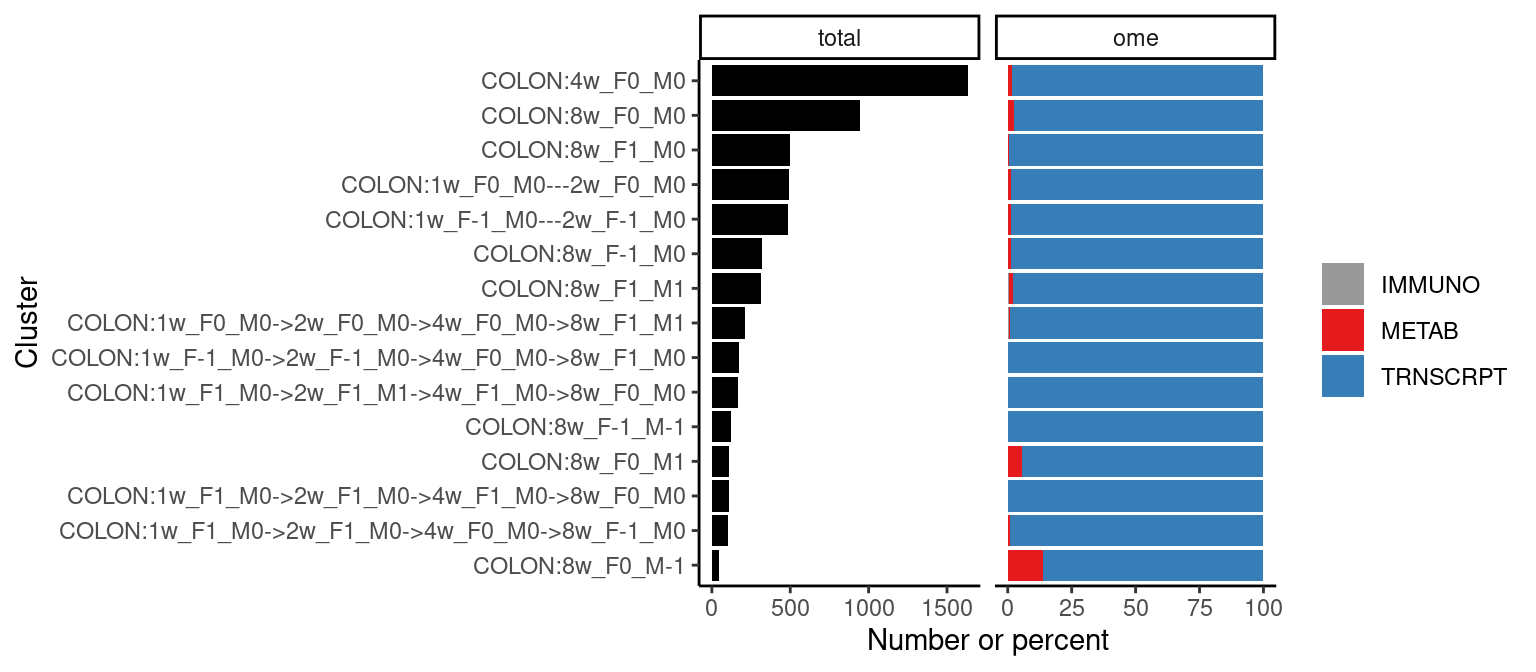 total
ome
COLON:4w_F0_M0
COLON:8w_F0_M0
COLON:8w_F1_M0
COLON:1w_F0_M0---2w_F0_M0
COLON:1w_F-1_M0---2w_F-1_M0
COLON:8w_F-1_M0
COLON:8w_F1_M1
COLON:1w_F0_M0->2w_F0_M0->4w_F0_M0->8w_F1_M1
COLON:1w_F-1_M0->2w_F-1_M0->4w_F0_M0->8w_F1_M0
COLON:1w_F1_M0->2w_F1_M1->4w_F1_M0->8w_F0_M0
COLON:8w_F-1_M-1
COLON:8w_F0_M1
COLON:1w_F1_M0->2w_F1_M0->4w_F1_M0->8w_F0_M0
COLON:1w_F1_M0->2w_F1_M0->4w_F0_M0->8w_F-1_M0
COLON:8w_F0_M-1
Cluster
0 500 1000 1500
0 25 50 75 100
Number or percent
IMMUNO
METAB
TRNSCRPT